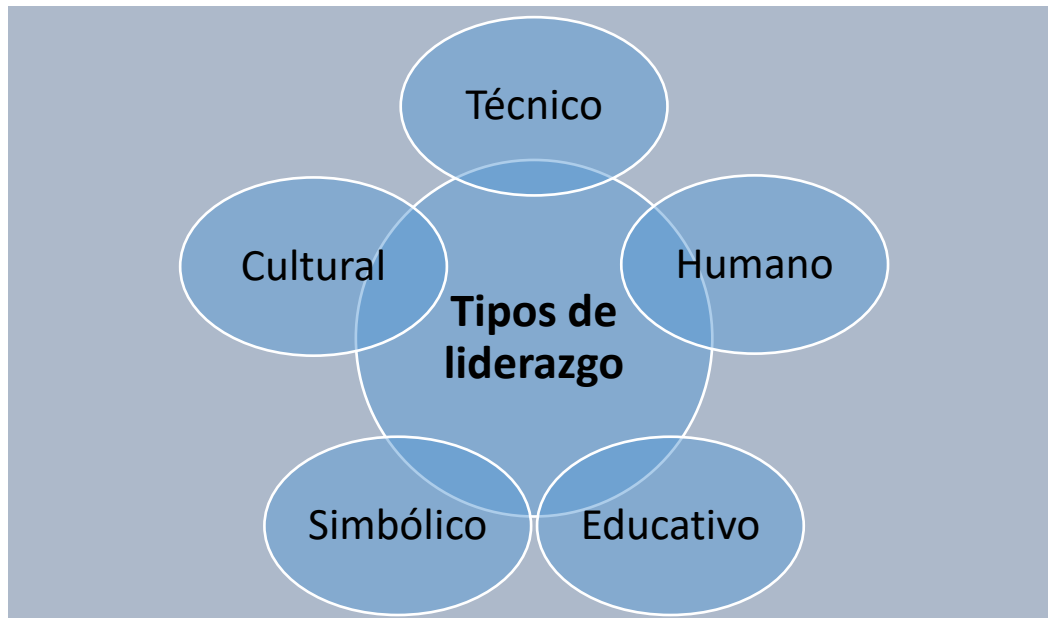 Técnico
Cultural
Humano
Tipos de
liderazgo
Simbólico
Educativo